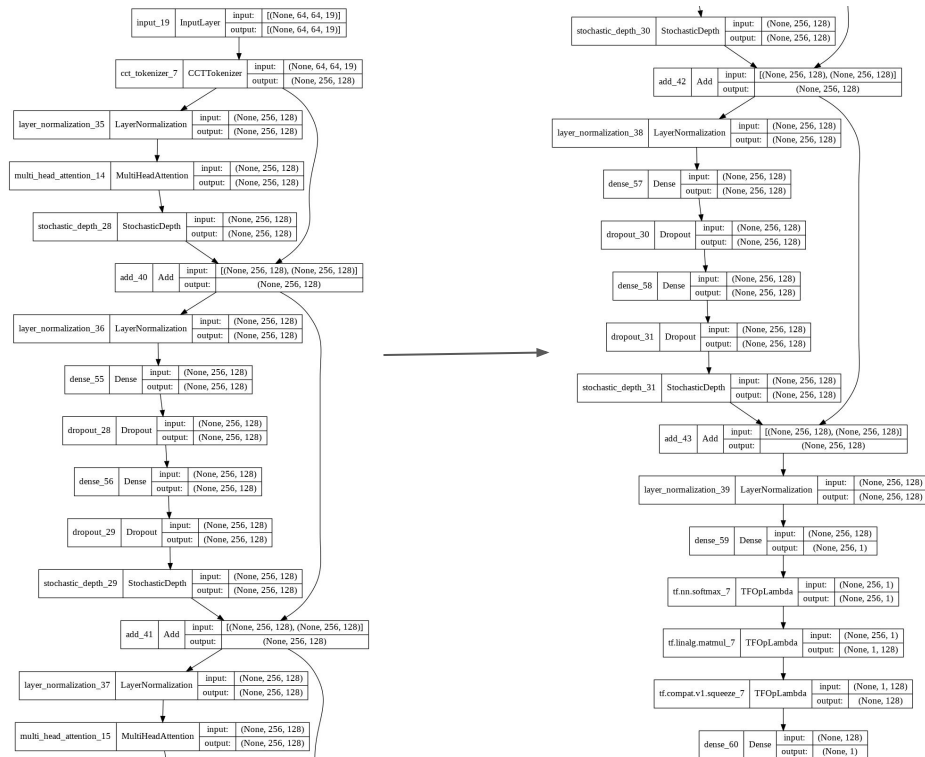 input_19 InputLayer input: [(None, 64, 64, 19)]
output: [(None, 64, 64, 19)]
cct_tokenizer_7 CCTTokenizer input: (None, 64, 64, 19)
output: (None, 256, 128)
layer_normalization_35 LayerNormalization input: (None, 256, 128)
output: (None, 256, 128)
multi_head_attention_14 MultiHeadAttention input: (None, 256, 128)
output: (None, 256, 128)
stochastic_depth_28 StochasticDepth input: (None, 256, 128)
output: (None, 256, 128)
add_40 Add input: [(None, 256, 128), (None, 256, 128)]
output: (None, 256, 128)
layer_normalization_36 LayerNormalization input: (None, 256, 128)
output: (None, 256, 128)
dense_55 Dense input: (None, 256, 128)
output: (None, 256, 128)
dropout_28 Dropout input: (None, 256, 128)
output: (None, 256, 128)
dense_56 Dense input: (None, 256, 128)
output: (None, 256, 128)
dropout_29 Dropout input: (None, 256, 128)
output: (None, 256, 128)
stochastic_depth_29 StochasticDepth input: (None, 256, 128)
output: (None, 256, 128)
add_41 Add input: [(None, 256, 128), (None, 256, 128)]
output: (None, 256, 128)
layer_normalization_37 LayerNormalization input: (None, 256, 128)
output: (None, 256, 128)
multi_head_attention_15 MultiHeadAttention input: (None, 256, 128)
output: (None, 256, 128)
stochastic_depth_30 StochasticDepth input: (None, 256, 128)
output: (None, 256, 128)
add_42 Add input: [(None, 256, 128), (None, 256, 128)]
output: (None, 256, 128)
layer_normalization_38 LayerNormalization input: (None, 256, 128)
output: (None, 256, 128)
dense_57 Dense input: (None, 256, 128)
output: (None, 256, 128)
dropout_30 Dropout input: (None, 256, 128)
output: (None, 256, 128)
dense_58 Dense input: (None, 256, 128)
output: (None, 256, 128)
dropout_31 Dropout input: (None, 256, 128)
output: (None, 256, 128)
stochastic_depth_31 StochasticDepth input: (None, 256, 128)
output: (None, 256, 128)
add_43 Add input: [(None, 256, 128), (None, 256, 128)]
output: (None, 256, 128)
layer_normalization_39 LayerNormalization input: (None, 256, 128)
output: (None, 256, 128)
dense_59 Dense input: (None, 256, 128)
output: (None, 256, 1)
tf.nn.softmax_7 TFOpLambda input: (None, 256, 1)
output: (None, 256, 1)
tf.linalg.matmul_7 TFOpLambda input: (None, 256, 1)
output: (None, 1, 128)
tf.compat.v1.squeeze_7 TFOpLambda input: (None, 1, 128)
output: (None, 128)
dense_60 Dense input: (None, 128)
output: (None, 1)